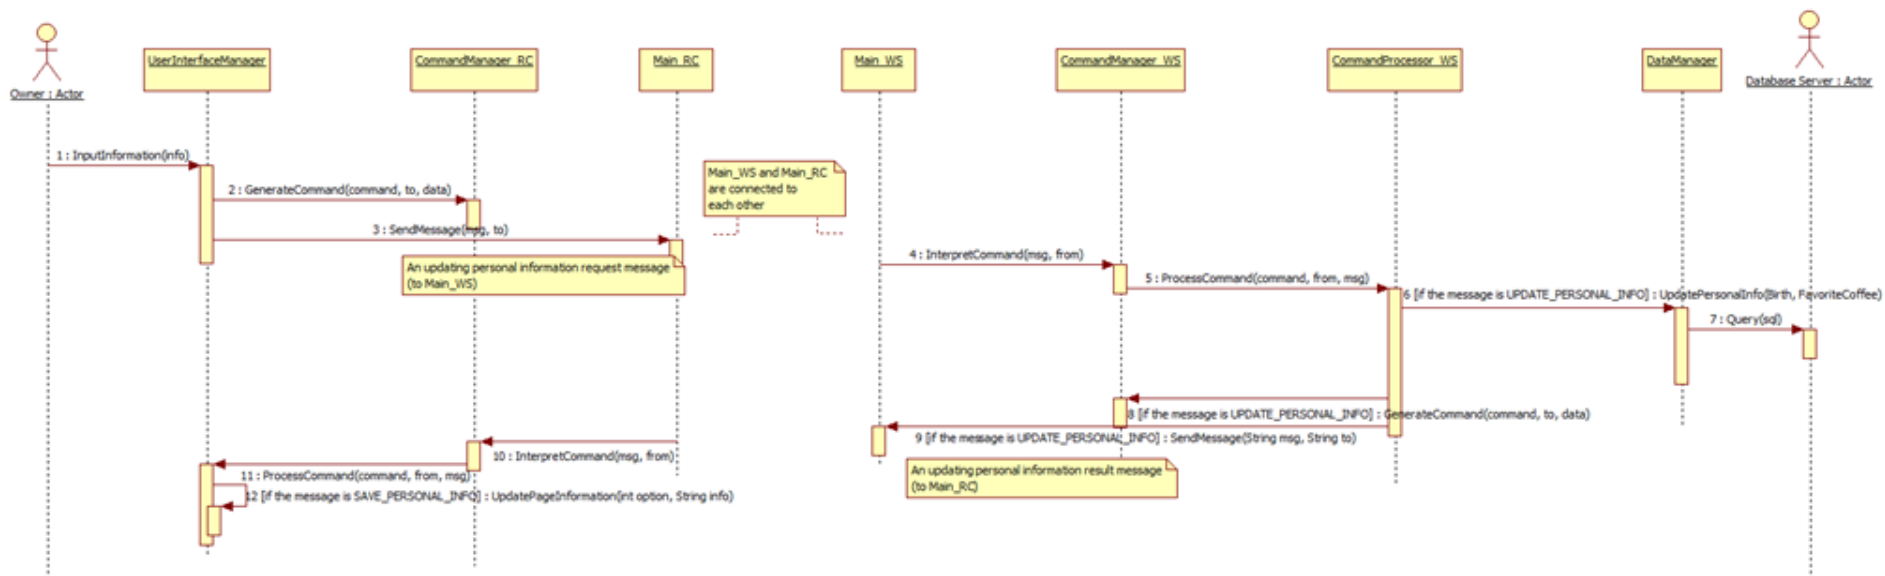 Owner : Actor
UserInterfaceManager
CommandManager_RC
Main_RC
Main_WS
CommandManager_WS
CommandProcessor_WS
DataManager
Database Server : Actor
1 : InputInformation(info)
2 : GenerateCommand(command, to, data)
3 : SendMessage(msg, to)
An updating personal information request message
(to Main_WS)
Main_WS and Main_RC
are connected to
each other
4 : InterpretCommand(msg, from)
5 : ProcessCommand(command, from, msg)
6 [if the message is UPDATE_PERSONAL_INFO] : UpdatePersonalInfo(Birth, FavoriteCoffee)
7 : Query(sql)
8 [if the message is UPDATE_PERSONAL_INFO] : GenerateCommand(command, to, data)
9 [if the message is UPDATE_PERSONAL_INFO] : SendMessage(String msg, String to)
An updating personal information result message
(to Main_RC)
10 : InterpretCommand(msg, from)
11 : ProcessCommand(command, from, msg)
12 [if the message is SAVE_PERSONAL_INFO] : UpdatePageInformation(int option, String info)